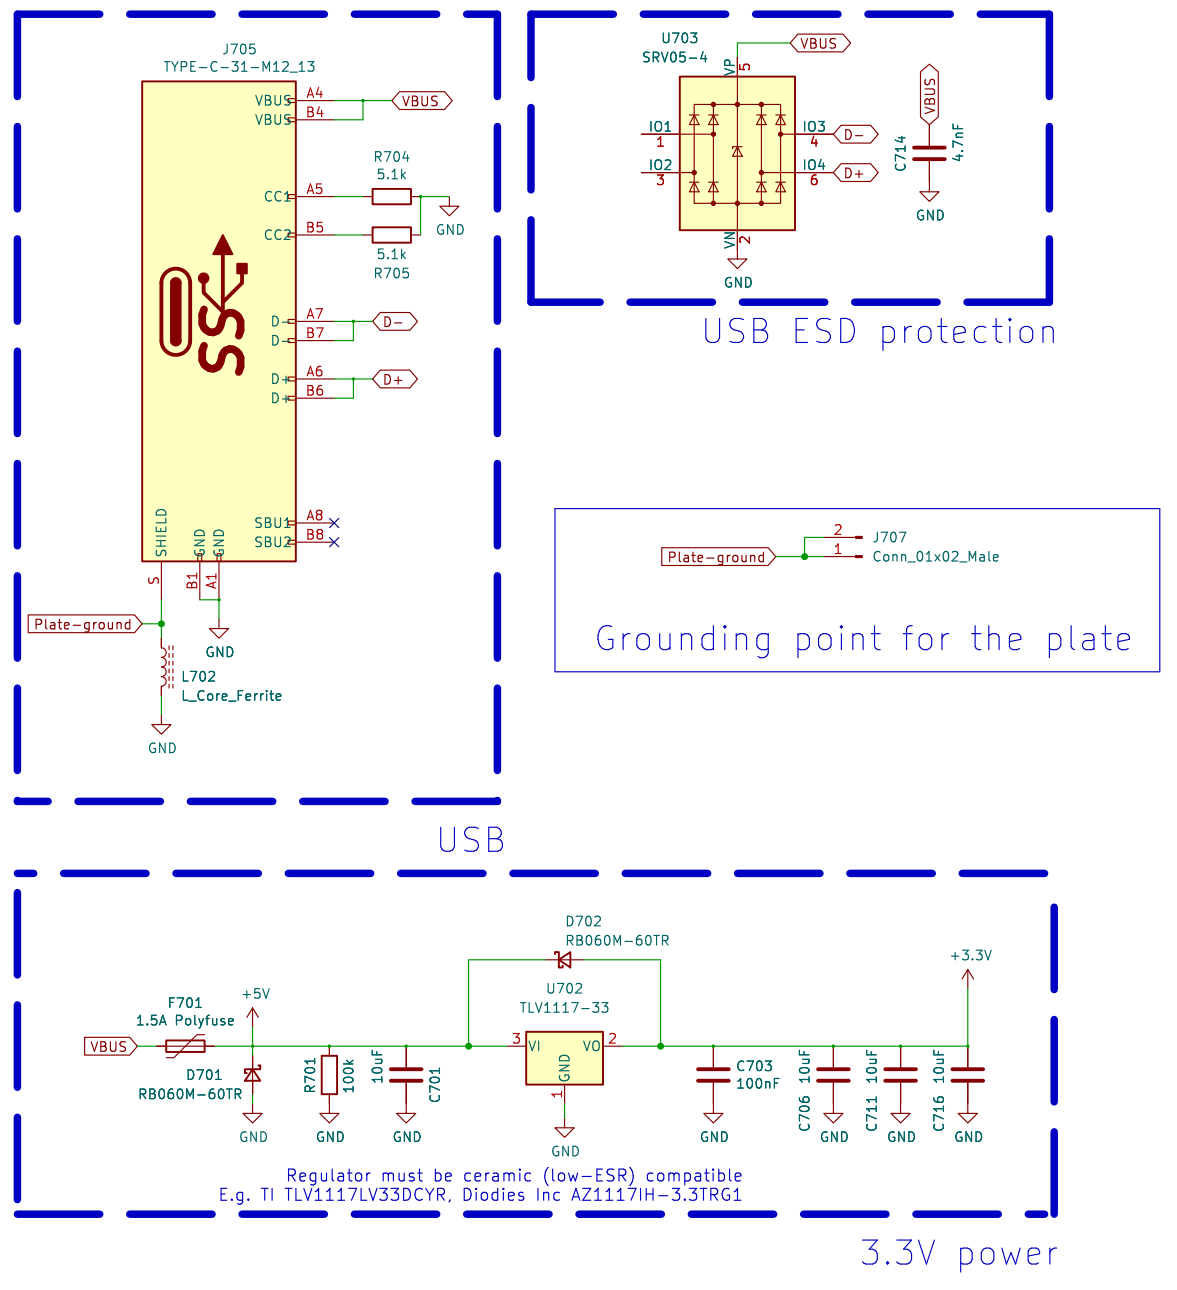 J705
TYPE-C-31-M12_13
VBUS
A4
VBUS
VBUS
B4
R704
5.1k
CC1
A5
GND
CC2
B5
5.1k
R705
SS
D-
A7
D-
D-
B7
D+
A6
D+
D+
B6
SBU1
A8
SBU2
B8
SHIELD
GND
GND
S
B1
A1
Plate-ground
GND
L702
L_Core_Ferrite
GND
USB
U703
SRV05-4
VBUS
VP
5
IO1
1
IO2
3
IO3
4
D-
IO4
6
D+
VN
2
GND
VBUS
C714
4.7nF
GND
USB ESD protection
Plate-ground
2
1
J707
Conn_01x02_Male
Grounding point for the plate
D702
RB060M-60TR
+3.3V
+5V
U702
TLV1117-33
F701
1.5A Polyfuse
VBUS
3
VI
VO
2
GND
1
D701
RB060M-60TR
R701
100k
10uF
C701
C703
100nF
C706
10uF
C711
10uF
C716
10uF
GND
GND
GND
GND
GND
GND
GND
GND
Regulator must be ceramic (low-ESR) compatible
E.g. TI TLV1117LV33DCYR, Diodies Inc AZ1117IH-3.3TRG1
3.3V power